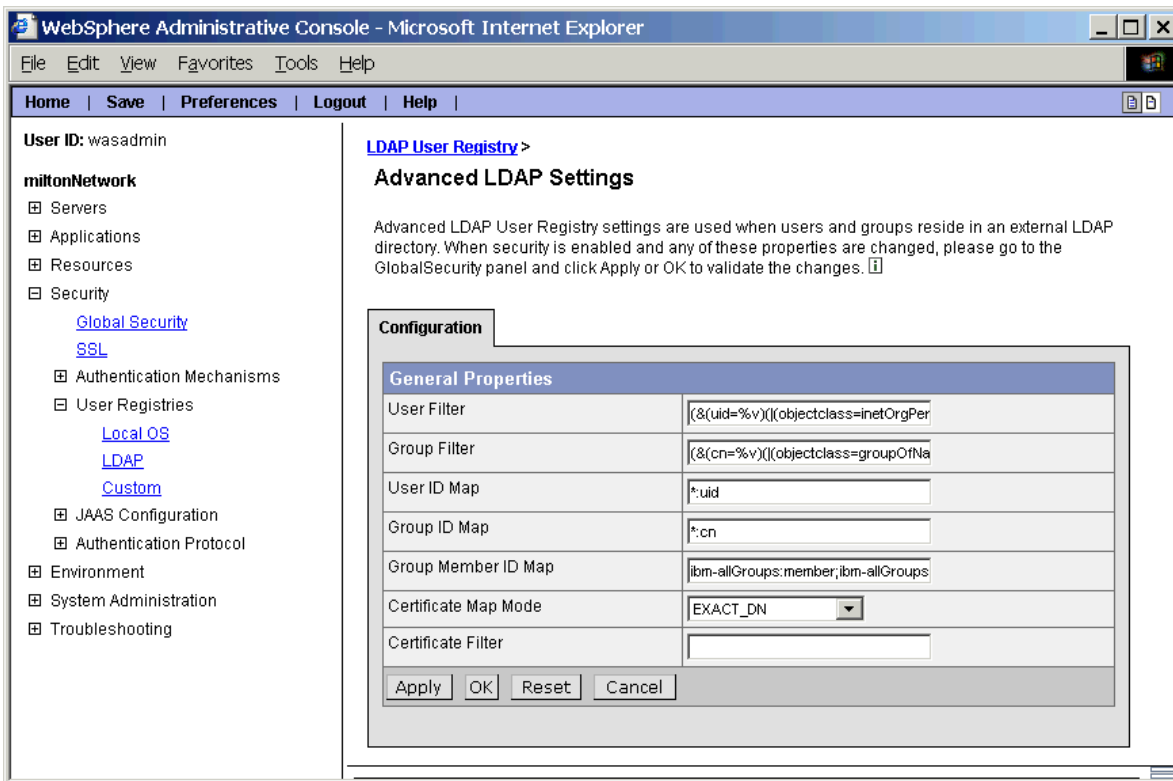 WebSphere Administrative Console - Microsoft Internet Explorer
File Edit View Favorites Tools Help
Home | Save | Preferences | Logout | Help |
User ID: wasadmin
miltonNetwork
Servers
Applications
Resources
Security
Global Security
SSL
Authentication Mechanisms
User Registries
Local OS
LDAP
Custom
JAAS Configuration
Authentication Protocol
Environment
System Administration
Troubleshooting
LDAP User Registry >
Advanced LDAP Settings
Advanced LDAP User Registry settings are used when users and groups reside in an external LDAP
directory. When security is enabled and any of these properties are changed, please go to the
GlobalSecurity panel and click Apply or OK to validate the changes. i
Configuration
General Properties
User Filter (&(uid=%v)(|(objectclass=inetOrgPer
Group Filter (&(cn=%v)(|(objectclass=groupOfNa
User ID Map *:uid
Group ID Map *:cn
Group Member ID Map ibm-allGroups:member;ibm-allGroups
Certificate Map Mode EXACT_DN
Certificate Filter
Apply OK Reset Cancel